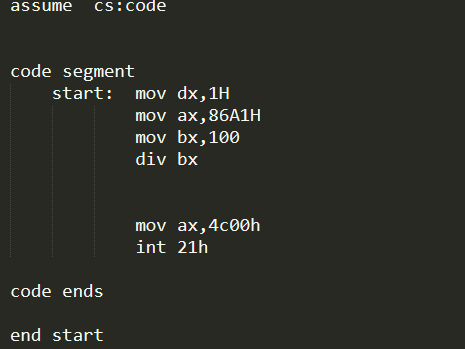 assume  cs:code
code segment
    start:  mov dx,1H
            mov ax,86A1H
            mov bx,100
            div bx
            mov ax,4c00h
            int 21h
code ends
end start